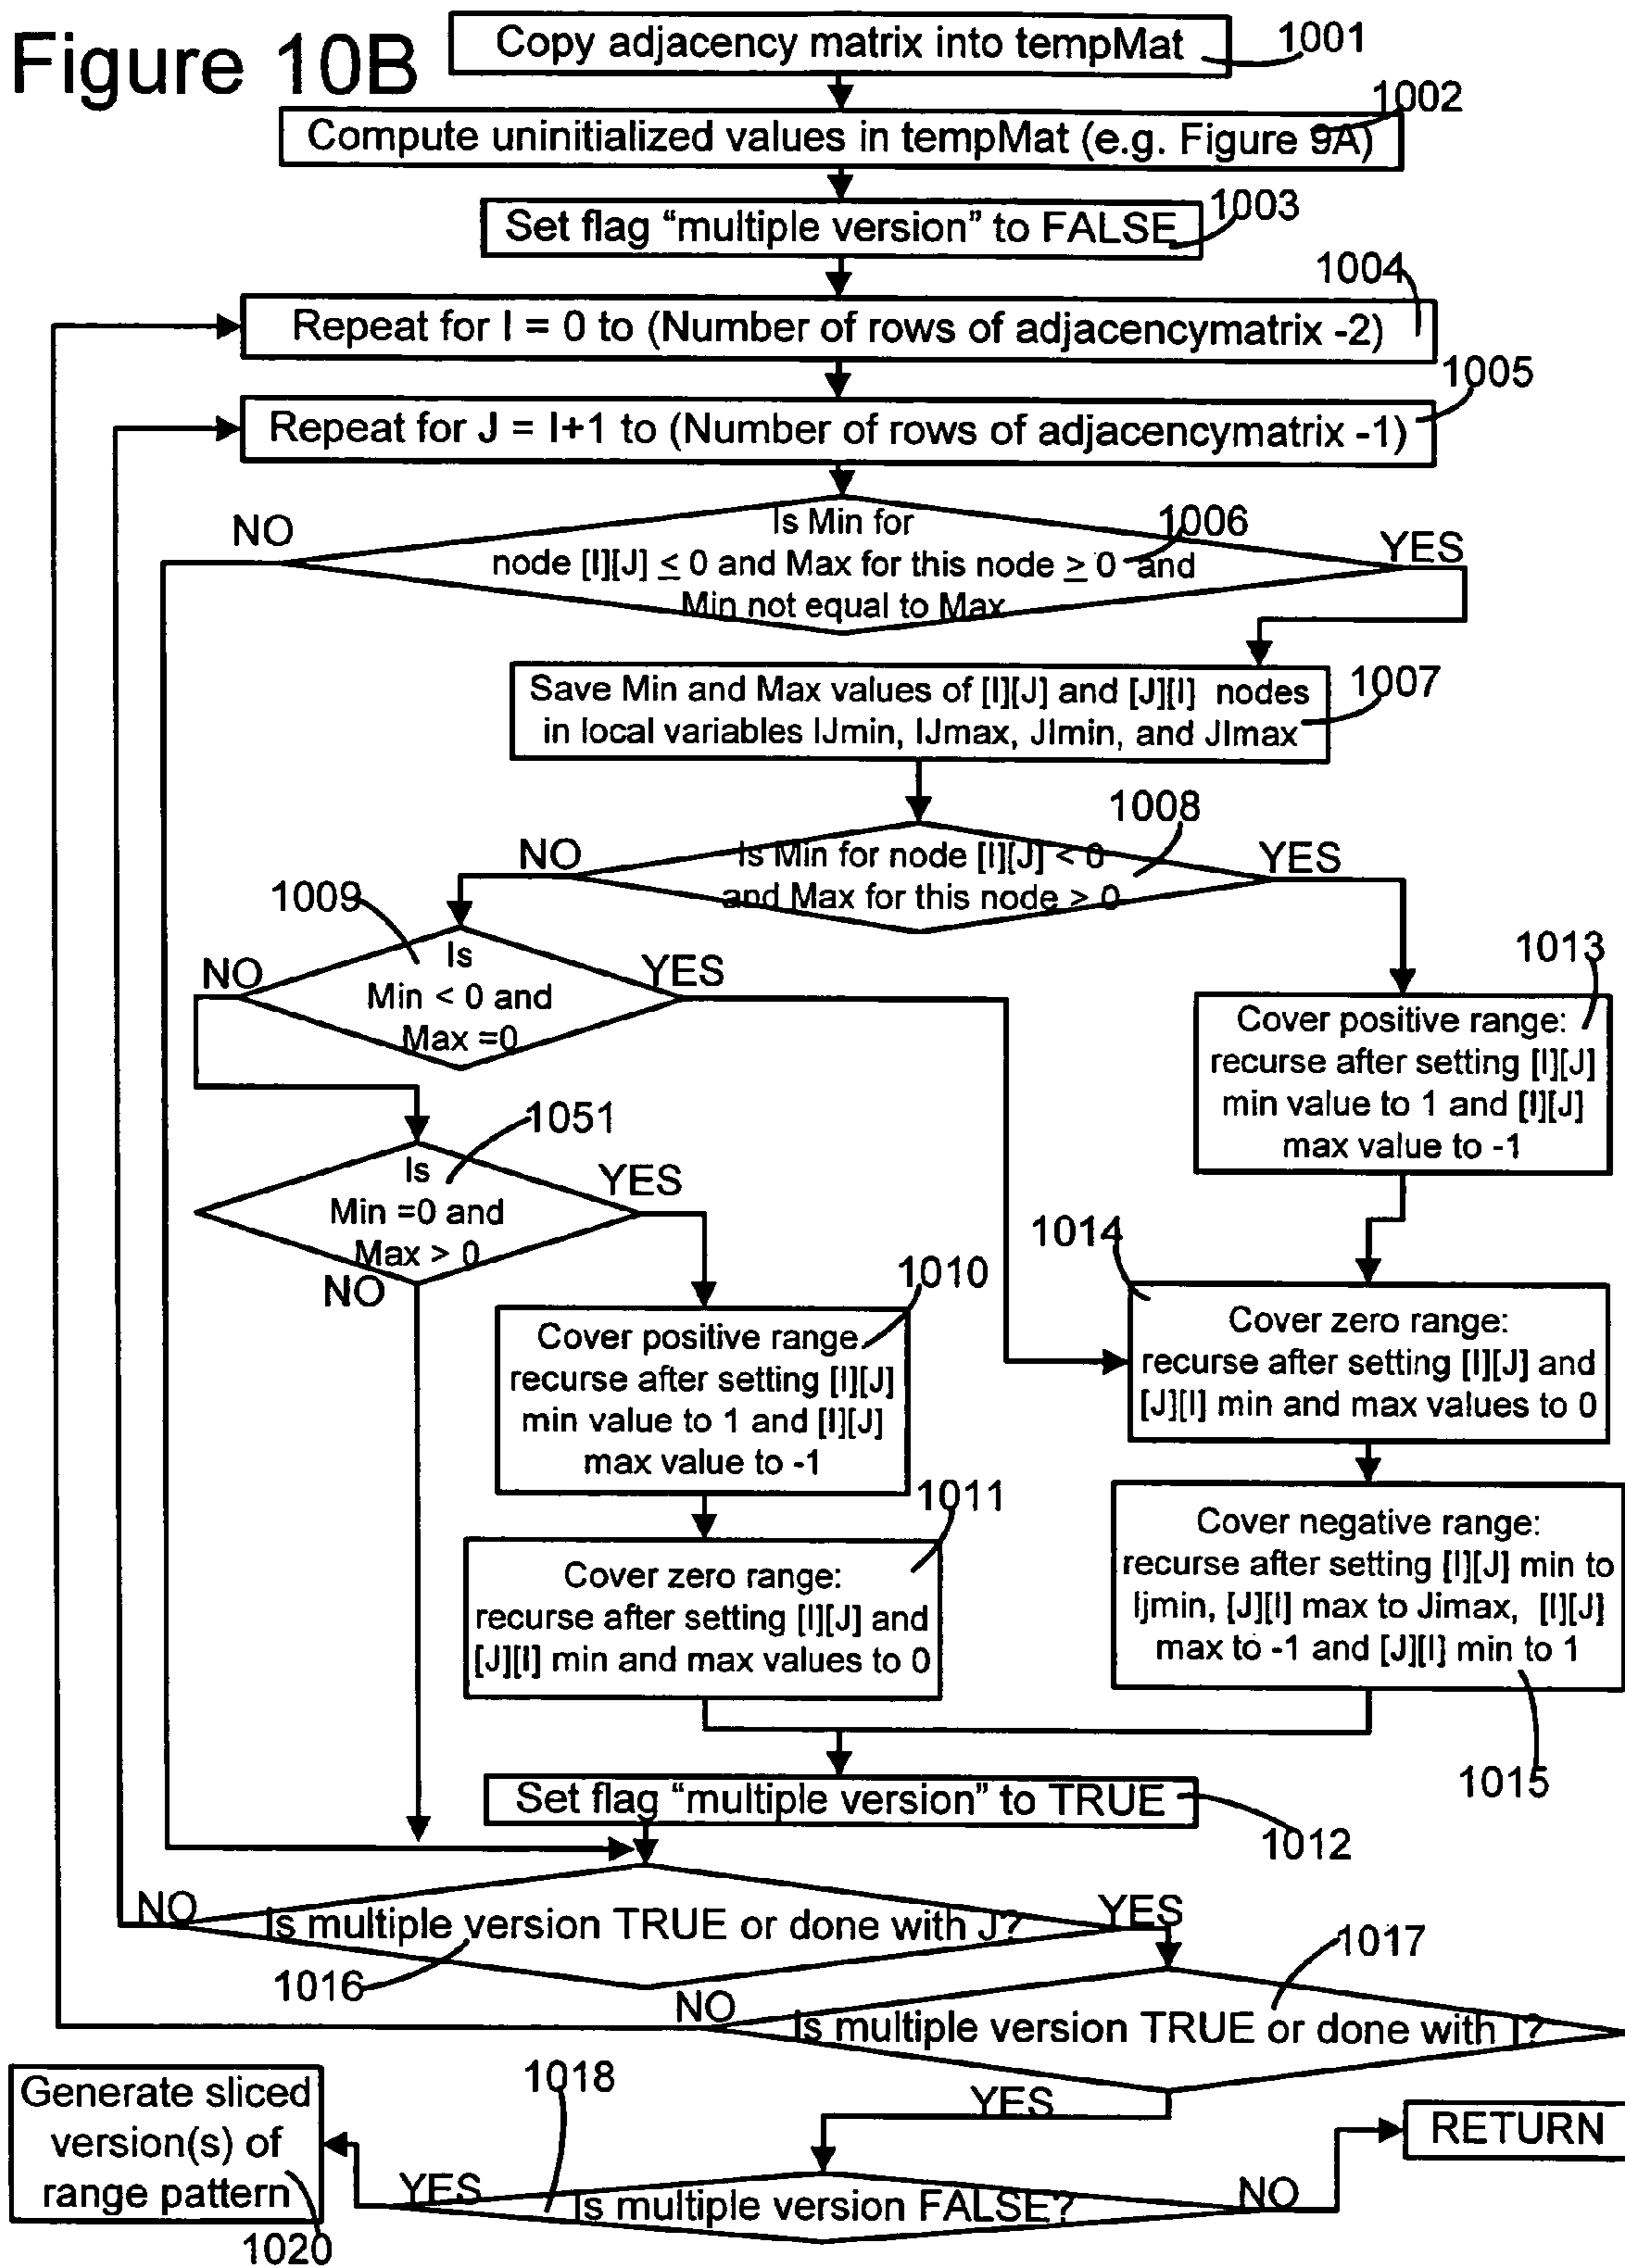 Figure 10B
Copy adjacency matrix into tempMat
1001
1002
Compute uninitialized values in tempMat (e.g. Figure 9A)
Set flag “multiple version” to FALSE
1003
1004
Repeat for I = 0 to (Number of rows of adjacencymatrix -2)
1005
Repeat for J = I+1 to (Number of rows of adjacencymatrix -1)
NO
Is Min for
1006
node [I][J] ≤ 0 and Max for this node ≥ 0 and
Min not equal to Max
YES
Save Min and Max values of [I][J] and [J][I] nodes
in local variables IJmin, IJmax, JImin, and JImax
1007
1008
NO
Is Min for node [I][J] < 0
and Max for this node > 0
YES
1009
NO
Is
Min < 0 and
Max =0
YES
1013
Cover positive range:
recurse after setting [I][J]
min value to 1 and [I][J]
max value to -1
1051
Is
Min =0 and
Max > 0
YES
NO
1014
Cover zero range:
recurse after setting [I][J] and
[J][I] min and max values to 0
1010
Cover positive range.
recurse after setting [I][J]
min value to 1 and [I][J]
max value to -1
1011
Cover zero range:
recurse after setting [I][J] and
[J][I] min and max values to 0
Cover negative range:
recurse after setting [I][J] min to
Ijmin, [J][I] max to Jimax, [I][J]
max to -1 and [J][I] min to 1
1015
Set flag “multiple version” to TRUE
1012
NO
Is multiple version TRUE or done with J?
YES
1016
1017
NO
Is multiple version TRUE or done with I?
YES
Generate sliced
version(s) of
range pattern
1020
1018
YES
Is multiple version FALSE?
NO
RETURN